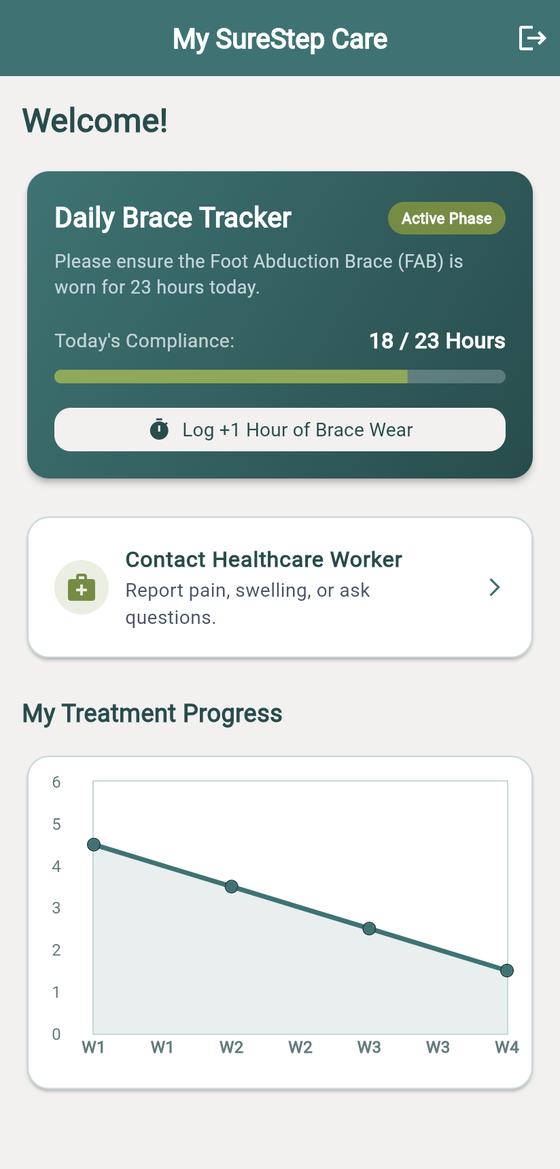 My SureStep Care
Welcome!
Daily Brace Tracker
Active Phase
Please ensure the Foot Abduction Brace (FAB) is
worn for 23 hours today.
Today's Compliance:
18 / 23 Hours
Log +1 Hour of Brace Wear
Contact Healthcare Worker
Report pain, swelling, or ask
questions.
My Treatment Progress
6
5
4
3
2
1
0
W1 W1 W2 W2 W3 W3 W4